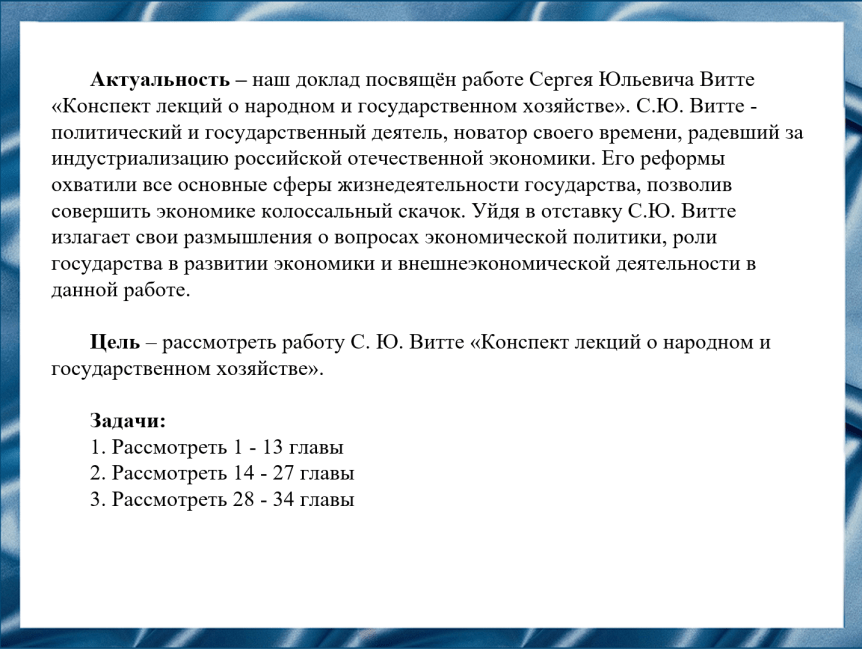 Актуальность – наш доклад посвящён работе Сергея Юльевича Витте
«Конспект лекций о народном и государственном хозяйстве». С.Ю. Витте -
политический и государственный деятель, новатор своего времени, радевший за
индустриализацию российской отечественной экономики. Его реформы
охватили все основные сферы жизнедеятельности государства, позволив
совершить экономике колоссальный скачок. Уйдя в отставку С.Ю. Витте
излагает свои размышления о вопросах экономической политики, роли
государства в развитии экономики и внешнеэкономической деятельности в
данной работе.
Цель – рассмотреть работу С. Ю. Витте «Конспект лекций о народном и
государственном хозяйстве».
Задачи:
1. Рассмотреть 1 - 13 главы
2. Рассмотреть 14 - 27 главы
3. Рассмотреть 28 - 34 главы